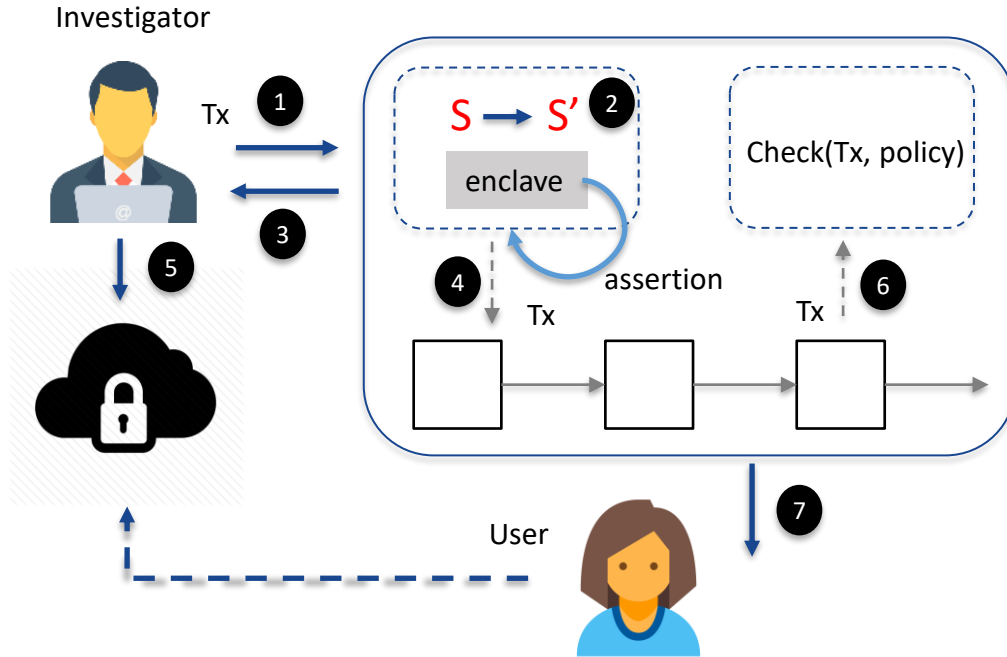 Investigator
Tx
1
3
S
S’
2
enclave
assertion
Check(Tx, policy)
4
Tx
Tx
6
5
@
7
User